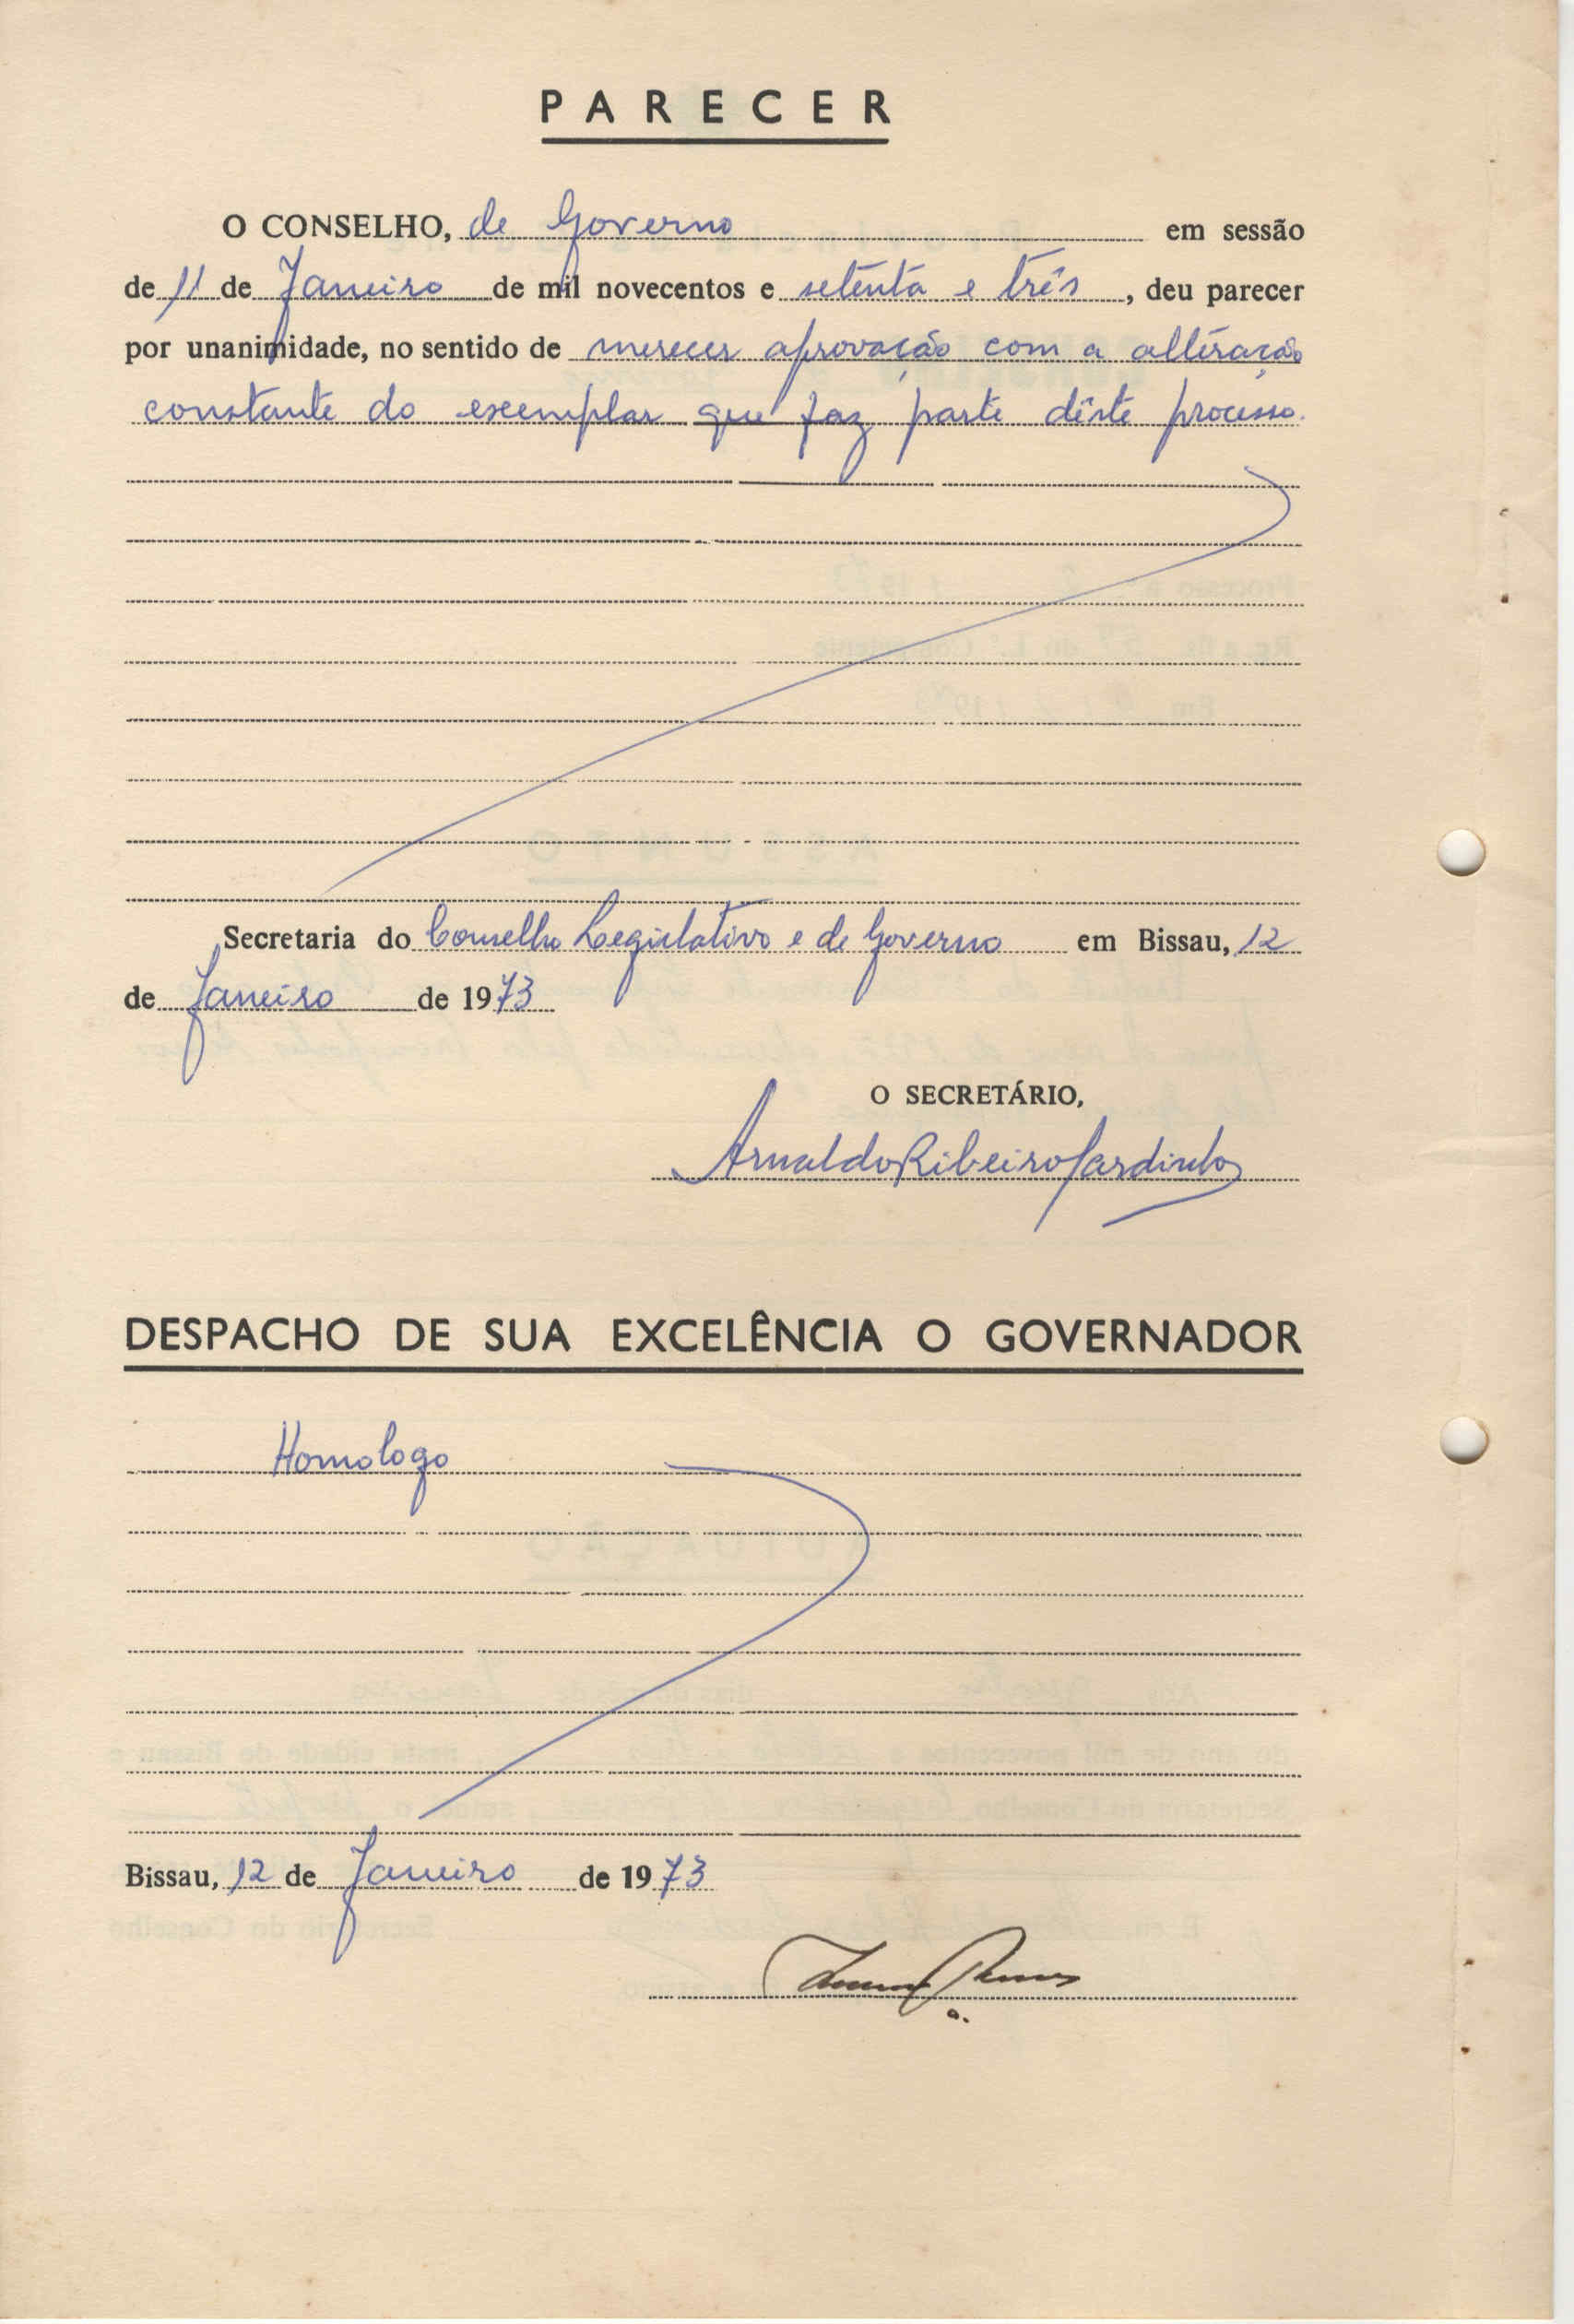 PARECER
O CONSELHO, de Governo em sessão
de 11 de Janeiro de mil novecentos e setenta e três, deu parecer
por unanimidade, no sentido de merecer aprovação com a alteração
constante do exemplar que faz parte dêste processo.
Secretaria do Conselho Legislativo e de Governo em Bissau, 12
de Janeiro de 1973
O SECRETÁRIO,
Arnaldo Ribeiro Sardinha
DESPACHO DE SUA EXCELÊNCIA O GOVERNADOR
Homologo
Bissau, 12 de Janeiro de 1973